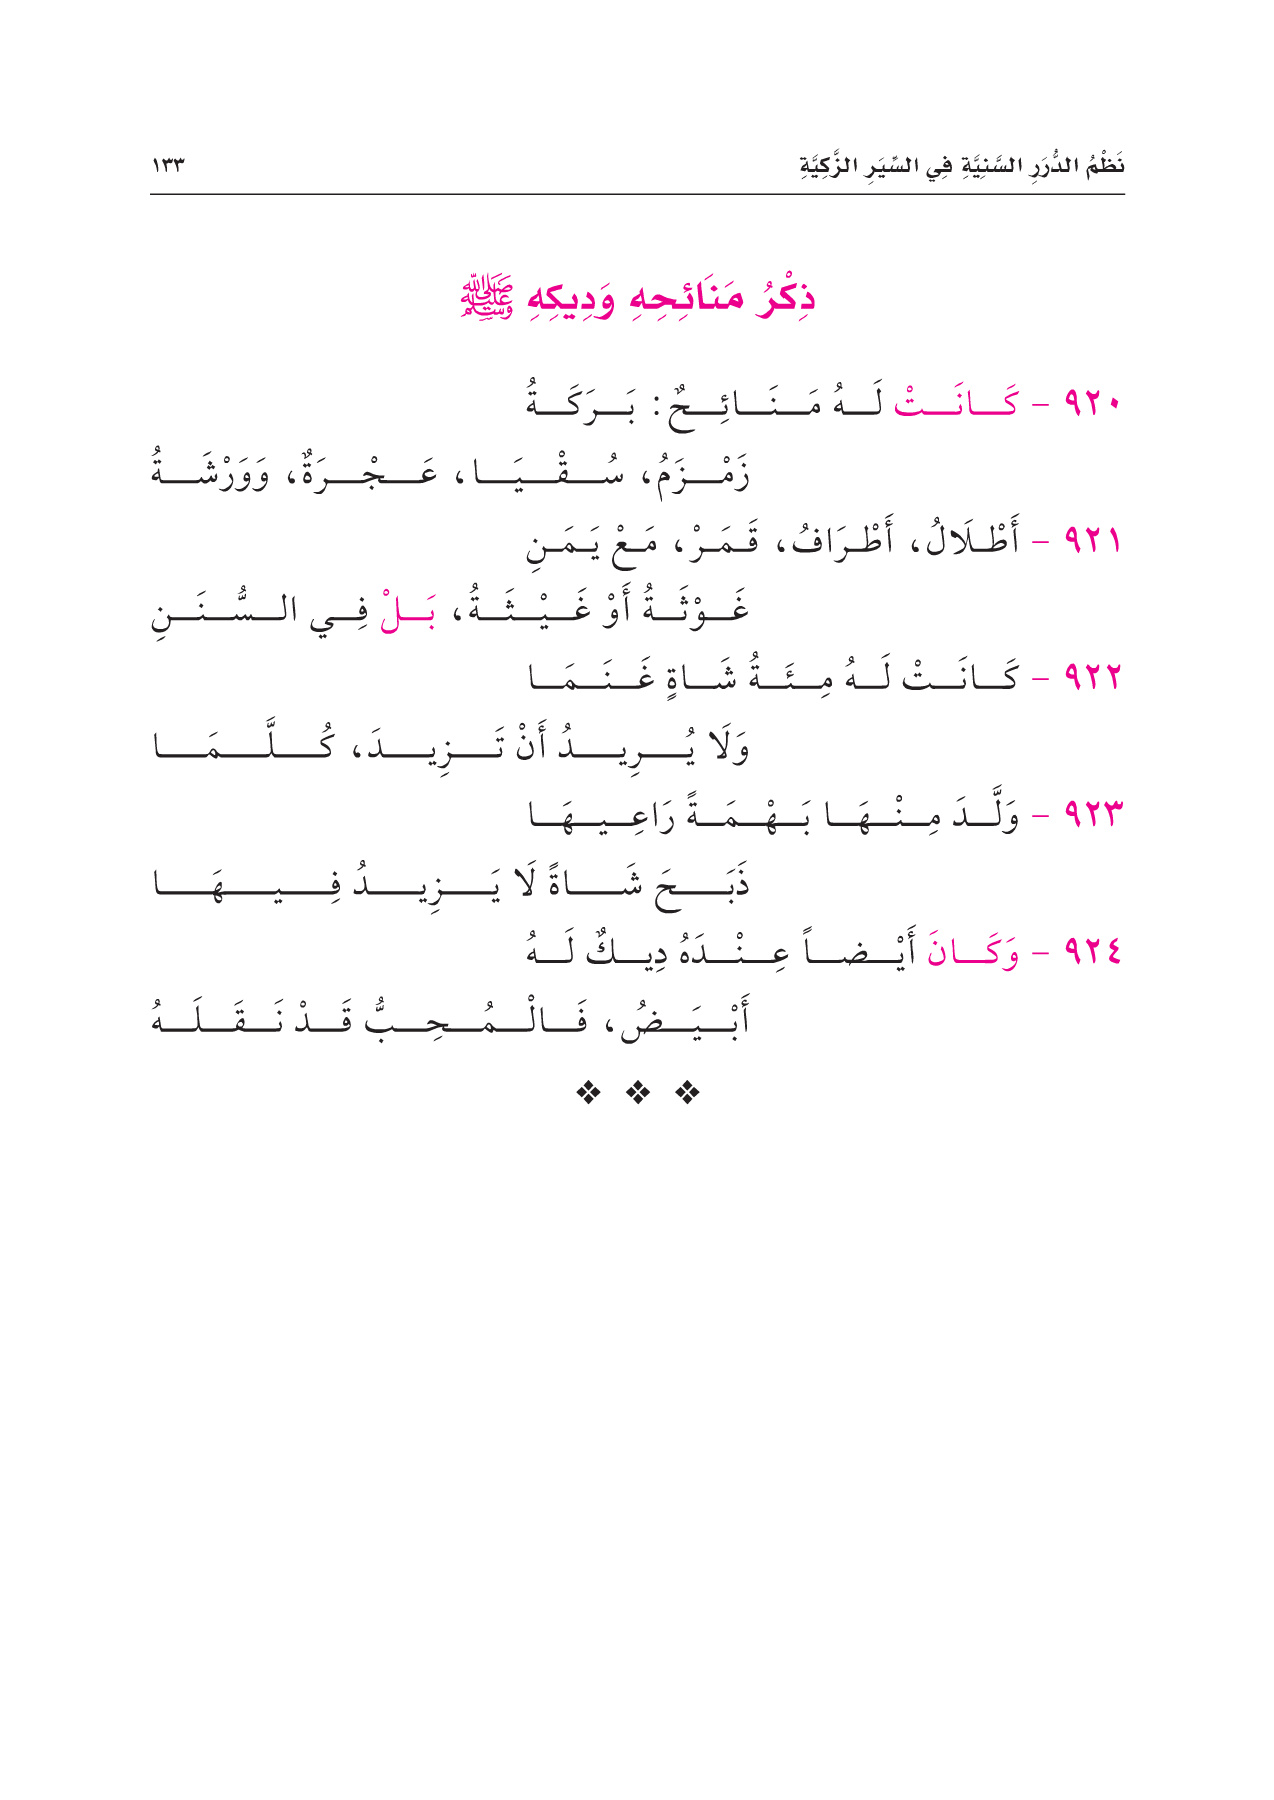 نَظْمُ الدُّرَرِ السَّنِيَّةِ فِي السِّيَرِ الزَّكِيَّةِ ١٣٣
ذِكْرُ مَنَائِحِهِ وَدِيكِهِ ﷺ
٩٢٠ - كَانَتْ لَهُ مَنَائِحٌ: بَرَكَةُ
زَمْزَمُ، سُقْيَا، عَجْرَةٌ، وَوَرْشَةُ
٩٢١ - أَطْلَالُ، أَطْرَافُ، قَمَرْ، مَعْ يَمَنِ
غَوْثَةُ أَوْ غَيْثَةُ، بَلْ فِي السُّنَنِ
٩٢٢ - كَانَتْ لَهُ مِئَةُ شَاةٍ غَنَمَا
وَلَا يُرِيدُ أَنْ تَزِيدَ، كُلَّمَا
٩٢٣ - وَلَّدَ مِنْهَا بَهْمَةً رَاعِيهَا
ذَبَحَ شَاةً لَا يَزِيدُ فِيهَا
٩٢٤ - وَكَانَ أَيْضاً عِنْدَهُ دِيكٌ لَهُ
أَبْيَضُ، فَالْمُحِبُّ قَدْ نَقَلَهُ